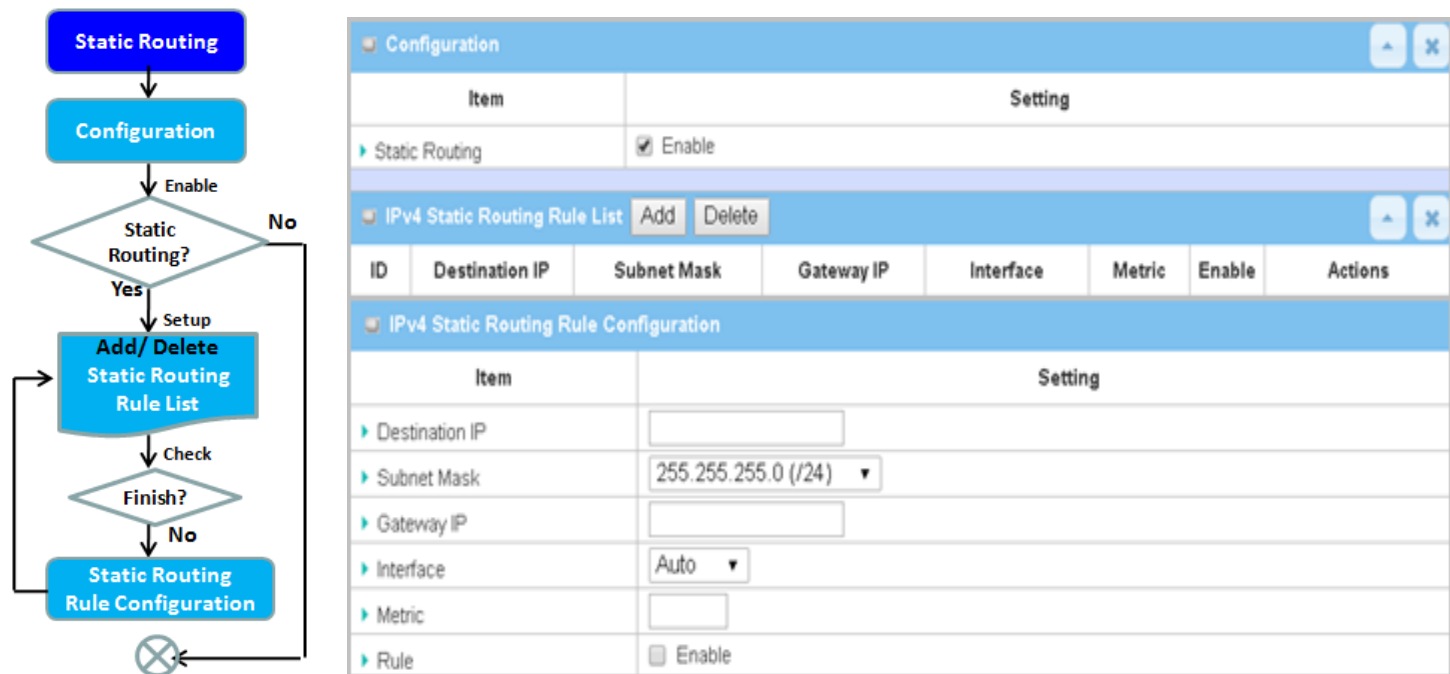 Static Routing
Configuration
Enable
Static
Routing?
No
Yes
Setup
Add/ Delete
Static Routing
Rule List
Check
Finish?
No
Static Routing
Rule Configuration
Configuration
Item Setting
Static Routing Enable
IPv4 Static Routing Rule List Add Delete
ID Destination IP Subnet Mask Gateway IP Interface Metric Enable Actions
IPv4 Static Routing Rule Configuration
Item Setting
Destination IP
Subnet Mask 255.255.255.0 (/24)
Gateway IP
Interface Auto
Metric
Rule Enable